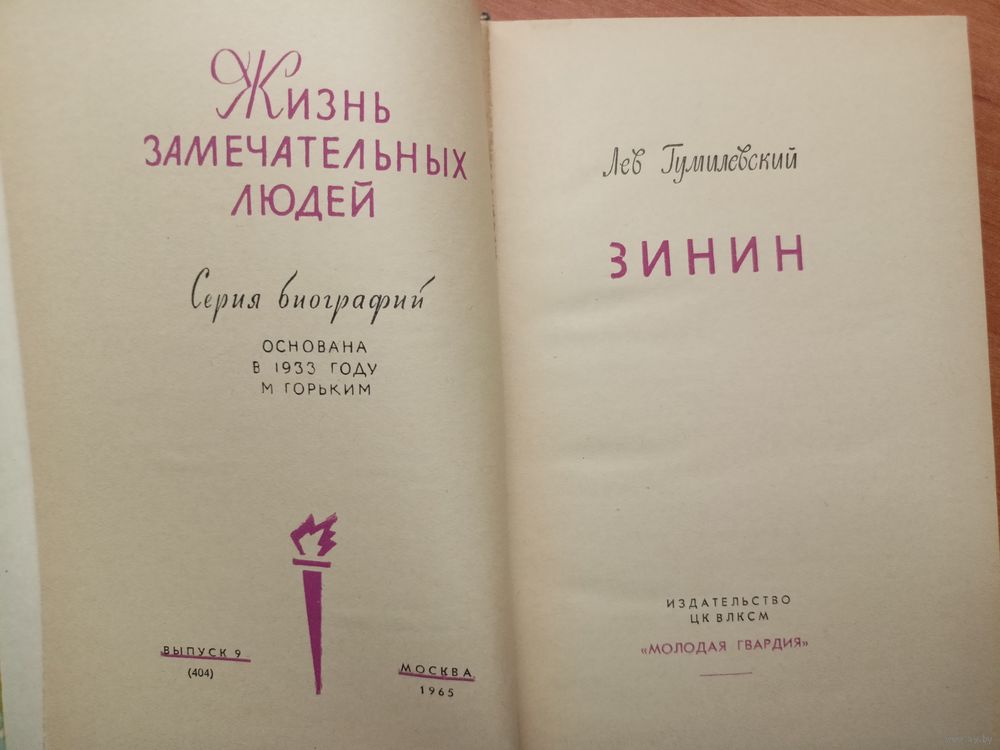 Жизнь
ЗАМЕЧАТЕЛЬНЫХ
ЛЮДЕЙ
Серия биографий
ОСНОВАНА
В 1933 ГОДУ
М ГОРЬКИМ
ВЫПУСК 9
(404)
МОСКВА
1965
Лев Гумилевский
ЗИНИН
ИЗДАТЕЛЬСТВО
ЦК ВЛКСМ
«МОЛОДАЯ ГВАРДИЯ»